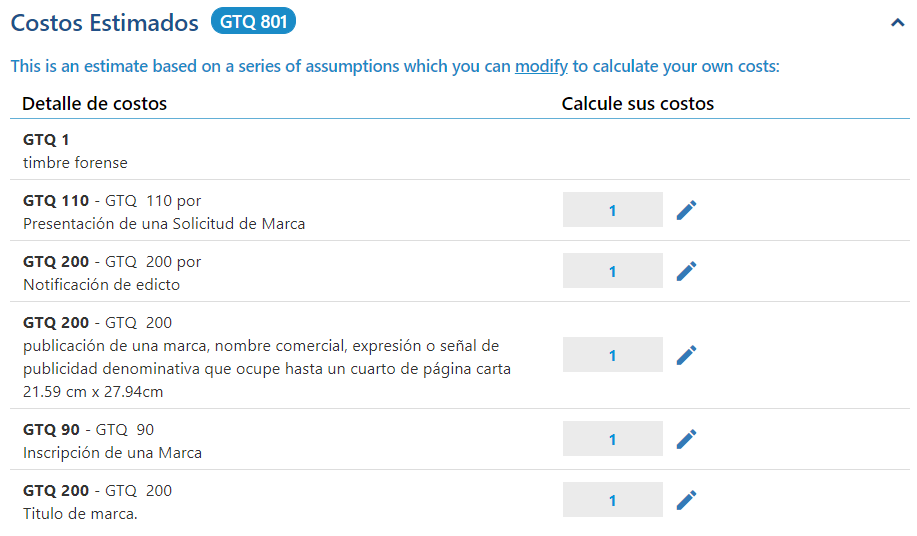 Costos Estimados GTQ 801
This is an estimate based on a series of assumptions which you can modify to calculate your own costs:
Detalle de costos Calcule sus costos
GTQ 1
timbre forense
GTQ 110 - GTQ 110 por
Presentación de una Solicitud de Marca
1
GTQ 200 - GTQ 200 por
Notificación de edicto
1
GTQ 200 - GTQ 200
publicación de una marca, nombre comercial, expresión o señal de
publicidad denominativa que ocupe hasta un cuarto de página carta
21.59 cm x 27.94cm
1
GTQ 90 - GTQ 90
Inscripción de una Marca
1
GTQ 200 - GTQ 200
Titulo de marca.
1